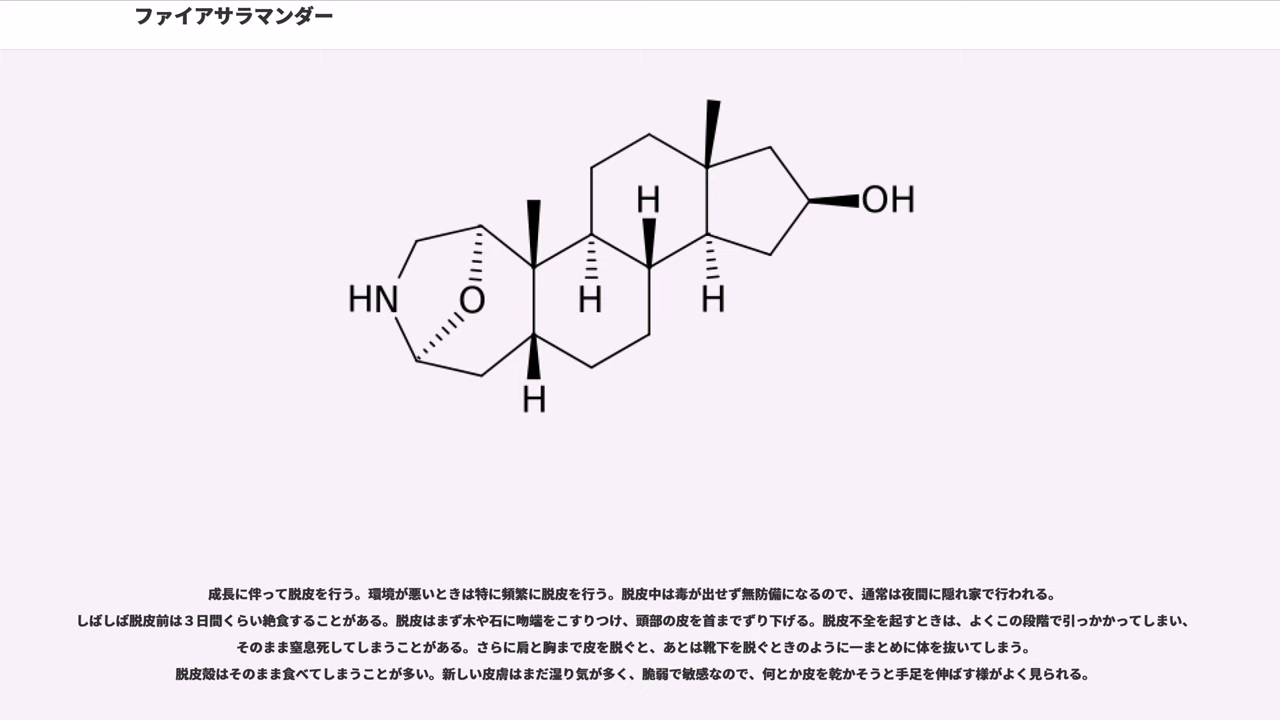 ファイアサラマンダー
H
OH
HN
O
H
H
H
成長に伴って脱皮を行う。環境が悪いときは特に頻繁に脱皮を行う。脱皮中は毒が出せず無防備になるので、通常は夜間に隠れ家で行われる。
しばしば脱皮前は３日間くらい絶食することがある。脱皮はまず木や石に吻端をこすりつけ、頭部の皮を首までずり下げる。脱皮不全を起すときは、よくこの段階で引っかかってしまい、
そのまま窒息死してしまうことがある。さらに肩と胸まで皮を脱ぐと、あとは靴下を脱ぐときのように一まとめに体を抜いてしまう。
脱皮殻はそのまま食べてしまうことが多い。新しい皮膚はまだ湿り気が多く、脆弱で敏感なので、何とか皮を乾かそうと手足を伸ばす様がよく見られる。